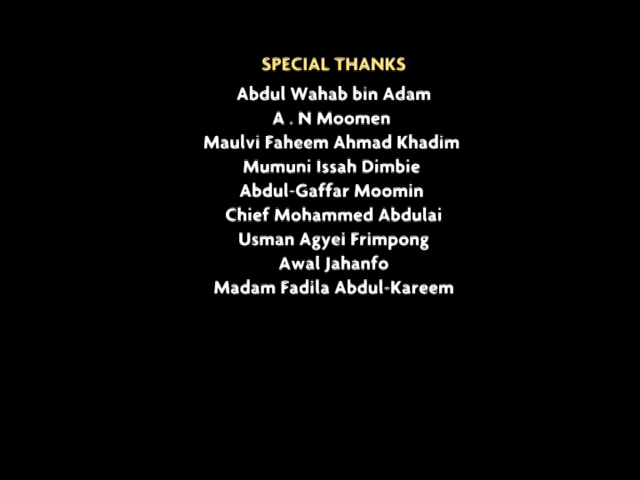 SPECIAL THANKS
Abdul Wahab bin Adam
A . N Moomen
Maulvi Faheem Ahmad Khadim
Mumuni Issah Dimbie
Abdul-Gaffar Moomin
Chief Mohammed Abdulai
Usman Agyei Frimpong
Awal Jahanfo
Madam Fadila Abdul-Kareem